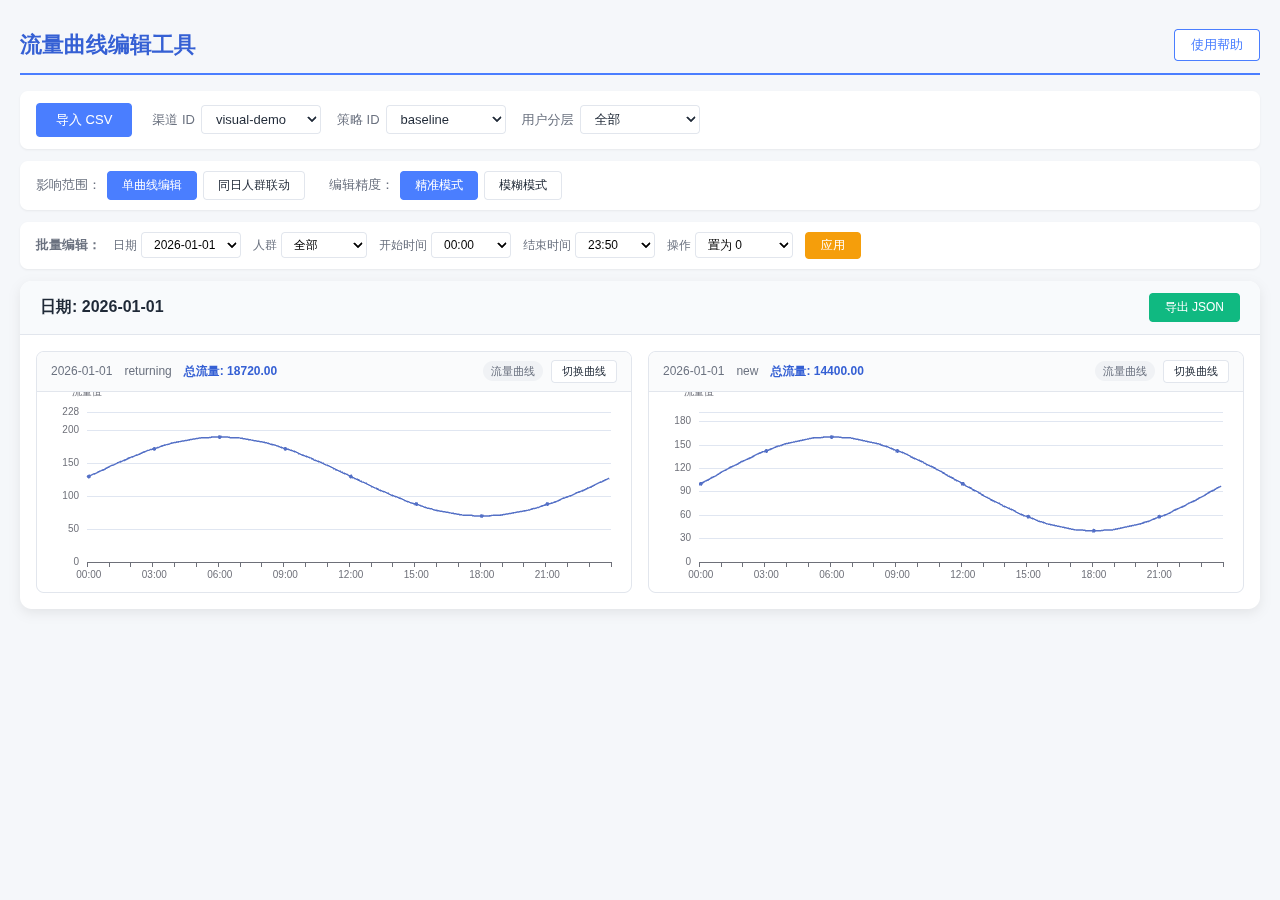 流量曲线编辑工具
使用帮助
导入 CSV 渠道 ID visual-demo 策略 ID baseline 用户分层 全部
影响范围： 单曲线编辑 同日人群联动 编辑精度： 精准模式 模糊模式
批量编辑： 日期 2026-01-01 人群 全部 开始时间 00:00 结束时间 23:50 操作 置为 0 应用
日期: 2026-01-01
导出 JSON
2026-01-01 returning 总流量: 18720.00 流量曲线 切换曲线
流量值
228
200
150
100
50
0
00:00 03:00 06:00 09:00 12:00 15:00 18:00 21:00
2026-01-01 new 总流量: 14400.00 流量曲线 切换曲线
流量值
180
150
120
90
60
30
0
00:00 03:00 06:00 09:00 12:00 15:00 18:00 21:00